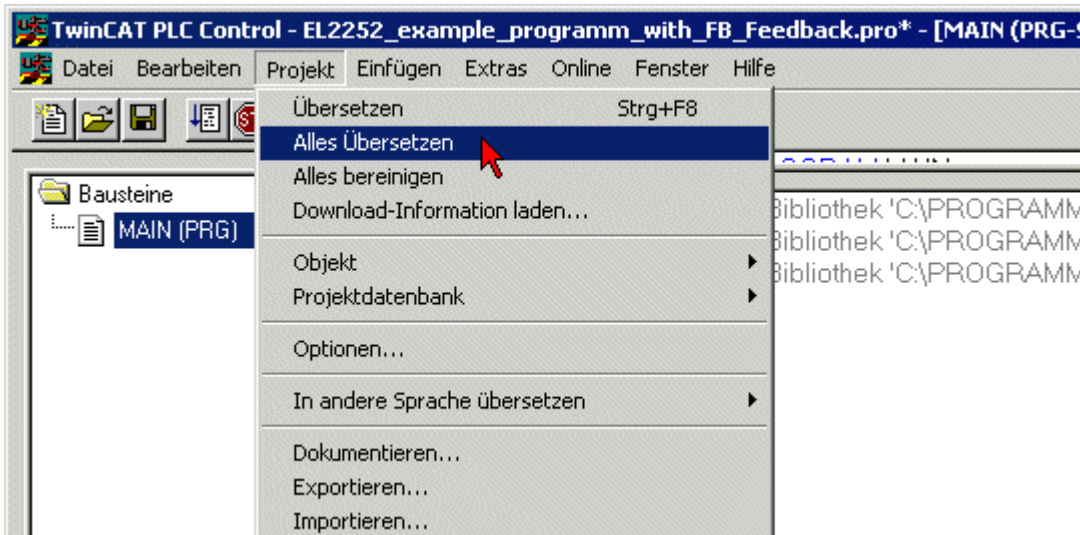 TwinCAT PLC Control - EL2252_example_programm_with_FB_Feedback.pro* - [MAIN (PRG-
Datei Bearbeiten Projekt Einfügen Extras Online Fenster Hilfe
Übersetzen Strg+F8
Alles Übersetzen
Alles bereinigen
Download-Information laden...
Objekt
Projektdatenbank
Optionen...
In andere Sprache übersetzen
Dokumentieren...
Exportieren...
Importieren...
Bausteine
MAIN (PRG)
Bibliothek 'C:\PROGRAMM
Bibliothek 'C:\PROGRAMM
Bibliothek 'C:\PROGRAMM